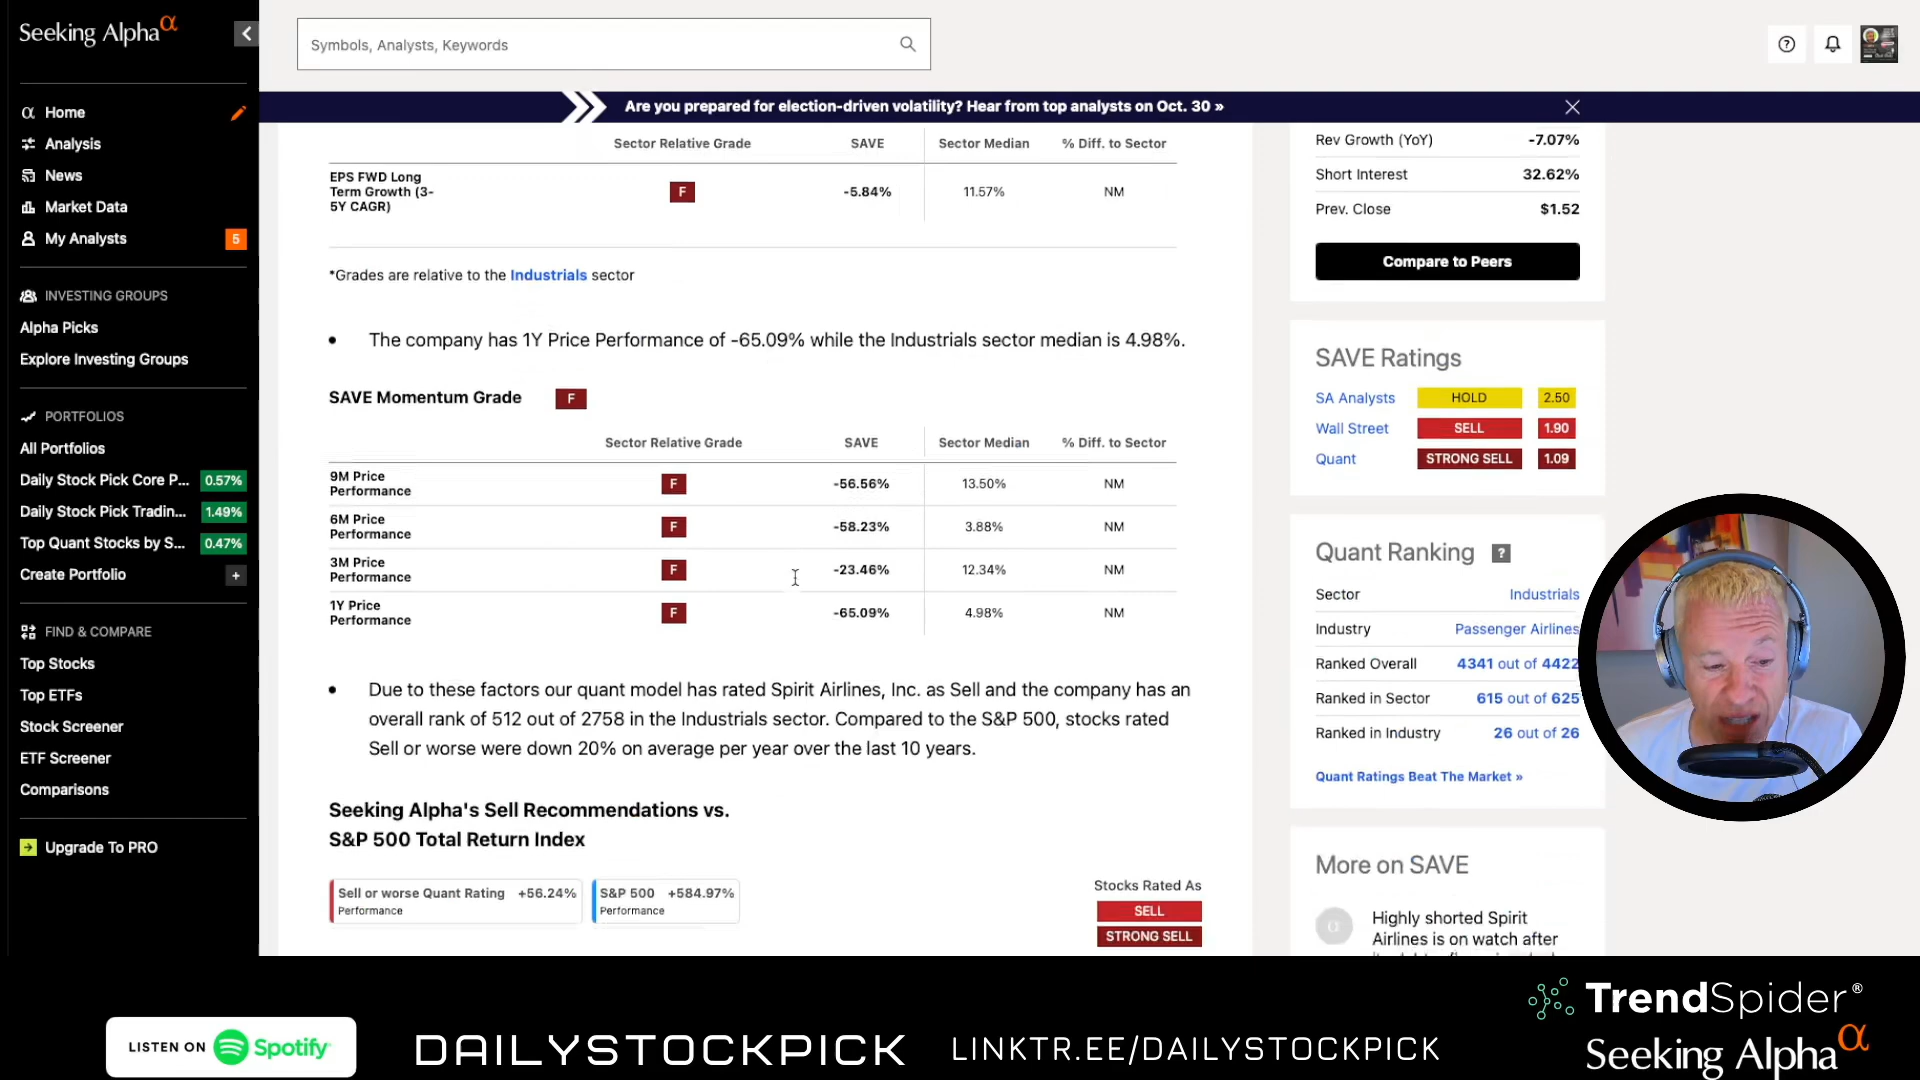 Seeking Alpha α
Symbols, Analysts, Keywords
Are you prepared for election-driven volatility? Hear from top analysts on Oct. 30 »
Home
Analysis
News
Market Data
My Analysts 5
INVESTING GROUPS
Alpha Picks
Explore Investing Groups
PORTFOLIOS
All Portfolios
Daily Stock Pick Core P... 0.57%
Daily Stock Pick Tradin... 1.49%
Top Quant Stocks by S... 0.47%
Create Portfolio +
FIND & COMPARE
Top Stocks
Top ETFs
Stock Screener
ETF Screener
Comparisons
Upgrade To PRO
Sector Relative Grade SAVE Sector Median % Diff. to Sector
EPS FWD Long
Term Growth (3-
5Y CAGR) F -5.84% 11.57% NM
*Grades are relative to the Industrials sector
• The company has 1Y Price Performance of -65.09% while the Industrials sector median is 4.98%.
SAVE Momentum Grade F
Sector Relative Grade SAVE Sector Median % Diff. to Sector
9M Price
Performance F -56.56% 13.50% NM
6M Price
Performance F -58.23% 3.88% NM
3M Price
Performance F -23.46% 12.34% NM
1Y Price
Performance F -65.09% 4.98% NM
• Due to these factors our quant model has rated Spirit Airlines, Inc. as Sell and the company has an
overall rank of 512 out of 2758 in the Industrials sector. Compared to the S&P 500, stocks rated
Sell or worse were down 20% on average per year over the last 10 years.
Seeking Alpha's Sell Recommendations vs.
S&P 500 Total Return Index
Sell or worse Quant Rating +56.24%
Performance
S&P 500 +584.97%
Performance
Stocks Rated As
SELL
STRONG SELL
Rev Growth (YoY) -7.07%
Short Interest 32.62%
Prev. Close $1.52
Compare to Peers
SAVE Ratings
SA Analysts HOLD 2.50
Wall Street SELL 1.90
Quant STRONG SELL 1.09
Quant Ranking ?
Sector Industrials
Industry Passenger Airlines
Ranked Overall 4341 out of 4422
Ranked in Sector 615 out of 625
Ranked in Industry 26 out of 26
Quant Ratings Beat The Market »
More on SAVE
Highly shorted Spirit
Airlines is on watch after
LISTEN ON Spotify
DAILYSTOCKPICK
LINKTR.EE/DAILYSTOCKPICK
TrendSpider®
Seeking Alpha α